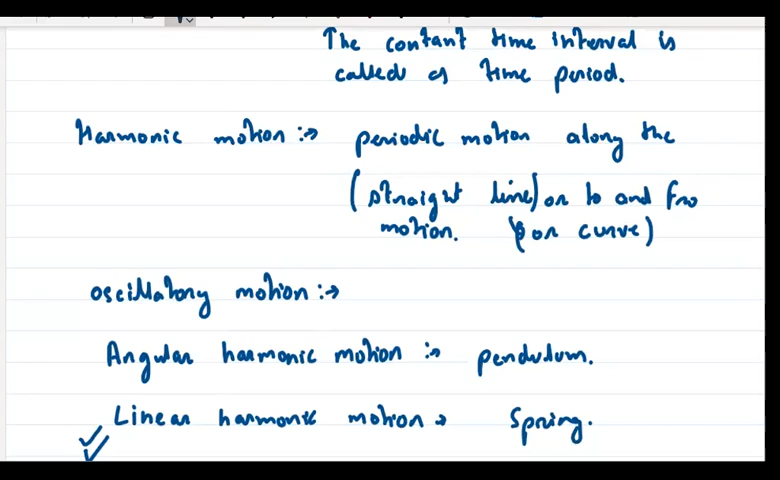 The contant time interval is
called as time period.
Harmonic motion :→ periodic motion along the
(straight line) or to and fro
motion. (or curve)
oscillatory motion :→
Angular harmonic motion :→ pendulum.
Linear harmonic motion → Spring.